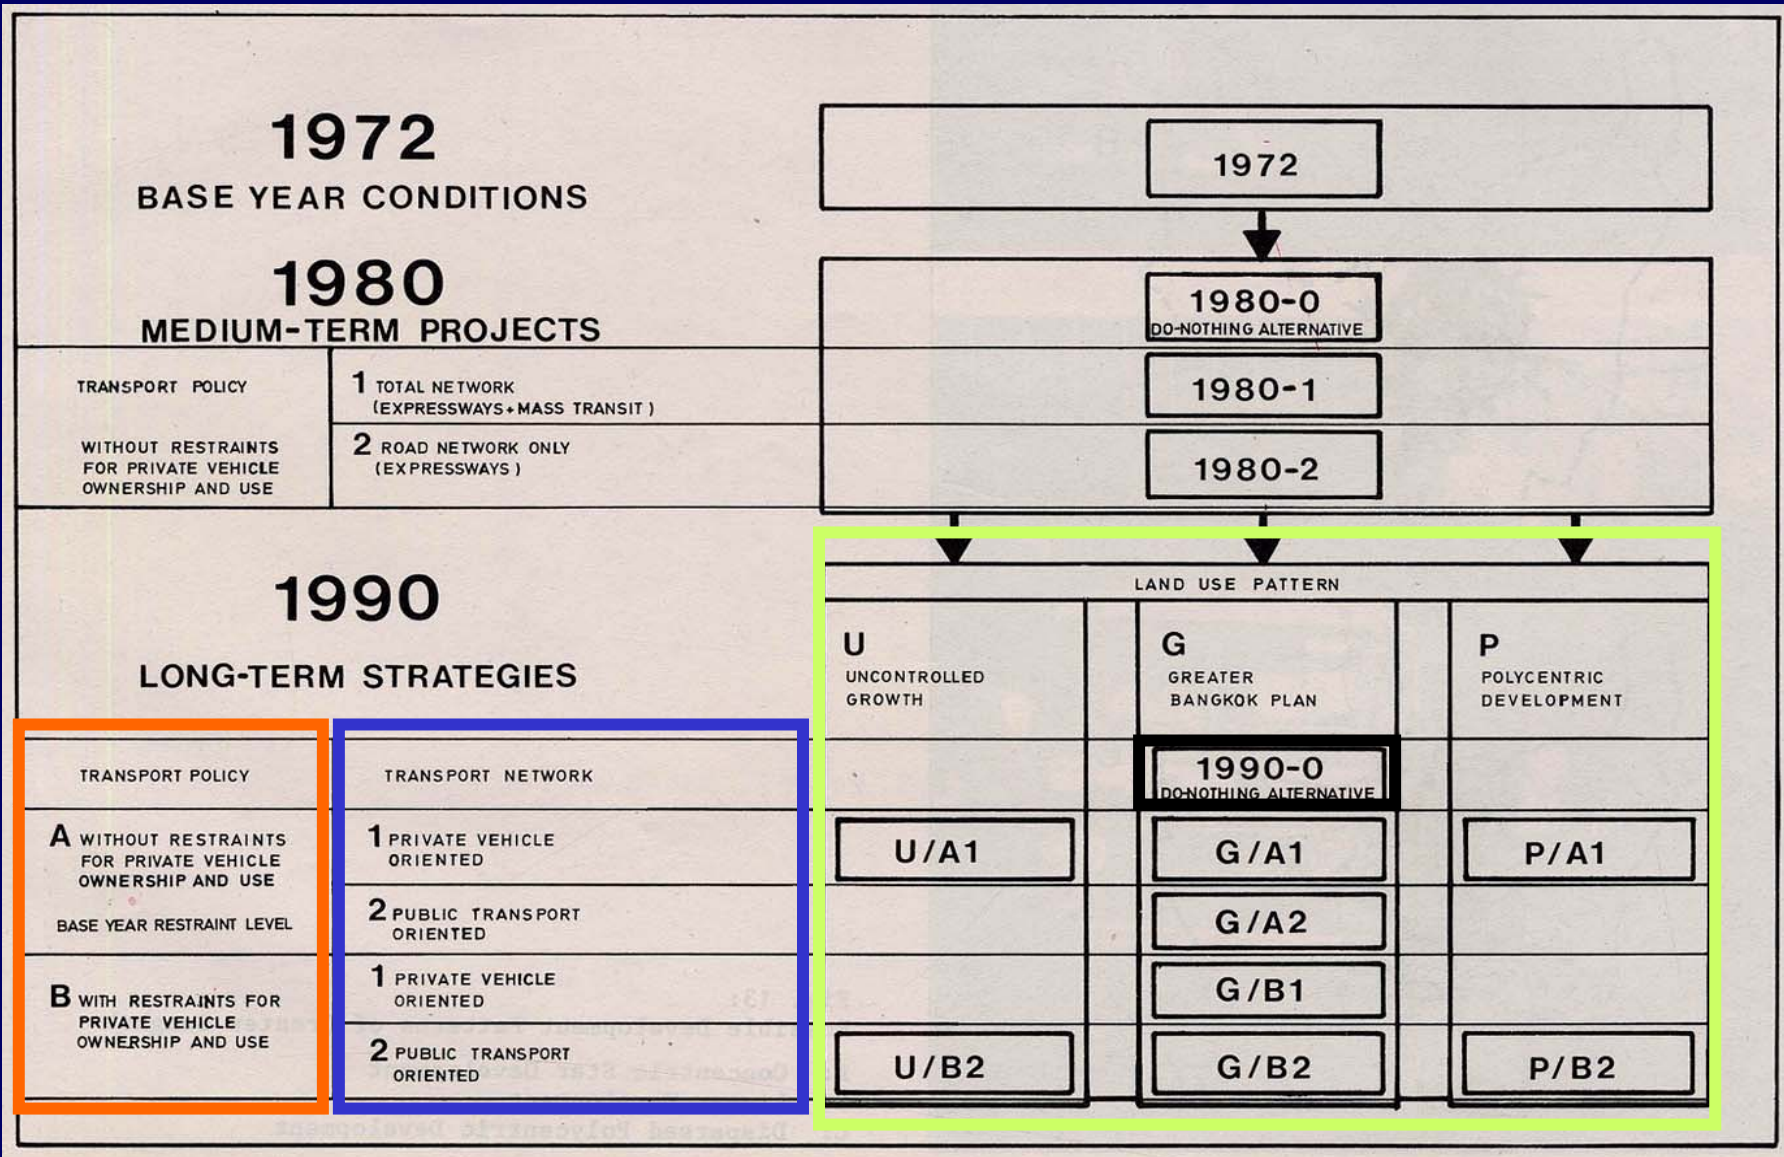 1972
BASE YEAR CONDITIONS
1972
1980
MEDIUM-TERM PROJECTS
1980-0
DO-NOTHING ALTERNATIVE
TRANSPORT POLICY
WITHOUT RESTRAINTS
FOR PRIVATE VEHICLE
OWNERSHIP AND USE
1 TOTAL NETWORK
(EXPRESSWAYS+MASS TRANSIT)
1980-1
2 ROAD NETWORK ONLY
(EXPRESSWAYS)
1980-2
1990
LONG-TERM STRATEGIES
LAND USE PATTERN
U
UNCONTROLLED
GROWTH
G
GREATER
BANGKOK PLAN
P
POLYCENTRIC
DEVELOPMENT
TRANSPORT POLICY
TRANSPORT NETWORK
1990-0
DO-NOTHING ALTERNATIVE
A WITHOUT RESTRAINTS
FOR PRIVATE VEHICLE
OWNERSHIP AND USE
BASE YEAR RESTRAINT LEVEL
1 PRIVATE VEHICLE
ORIENTED
U/A1
G/A1
P/A1
2 PUBLIC TRANSPORT
ORIENTED
G/A2
B WITH RESTRAINTS FOR
PRIVATE VEHICLE
OWNERSHIP AND USE
1 PRIVATE VEHICLE
ORIENTED
G/B1
2 PUBLIC TRANSPORT
ORIENTED
U/B2
G/B2
P/B2